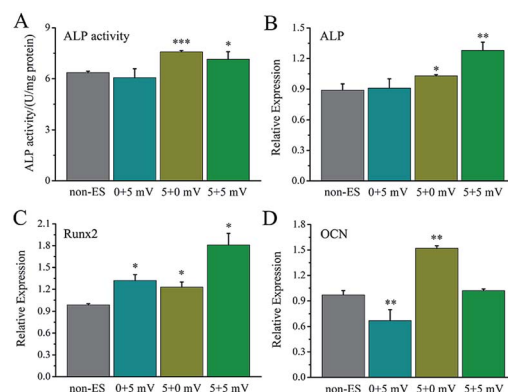 A
ALP activity
ALP activity/(U/mg protein)
9
6
3
0
***
*
non-ES 0+5 mV 5+0 mV 5+5 mV
B
ALP
Relative Expression
1.5
1.2
0.9
0.6
0.3
0.0
*
**
non-ES 0+5 mV 5+0 mV 5+5 mV
C
Runx2
Relative Expression
2.1
1.8
1.5
1.2
0.9
0.6
0.3
0.0
*
*
*
non-ES 0+5 mV 5+0 mV 5+5 mV
D
OCN
Relative Expression
1.8
1.5
1.2
0.9
0.6
0.3
0.0
**
**
non-ES 0+5 mV 5+0 mV 5+5 mV